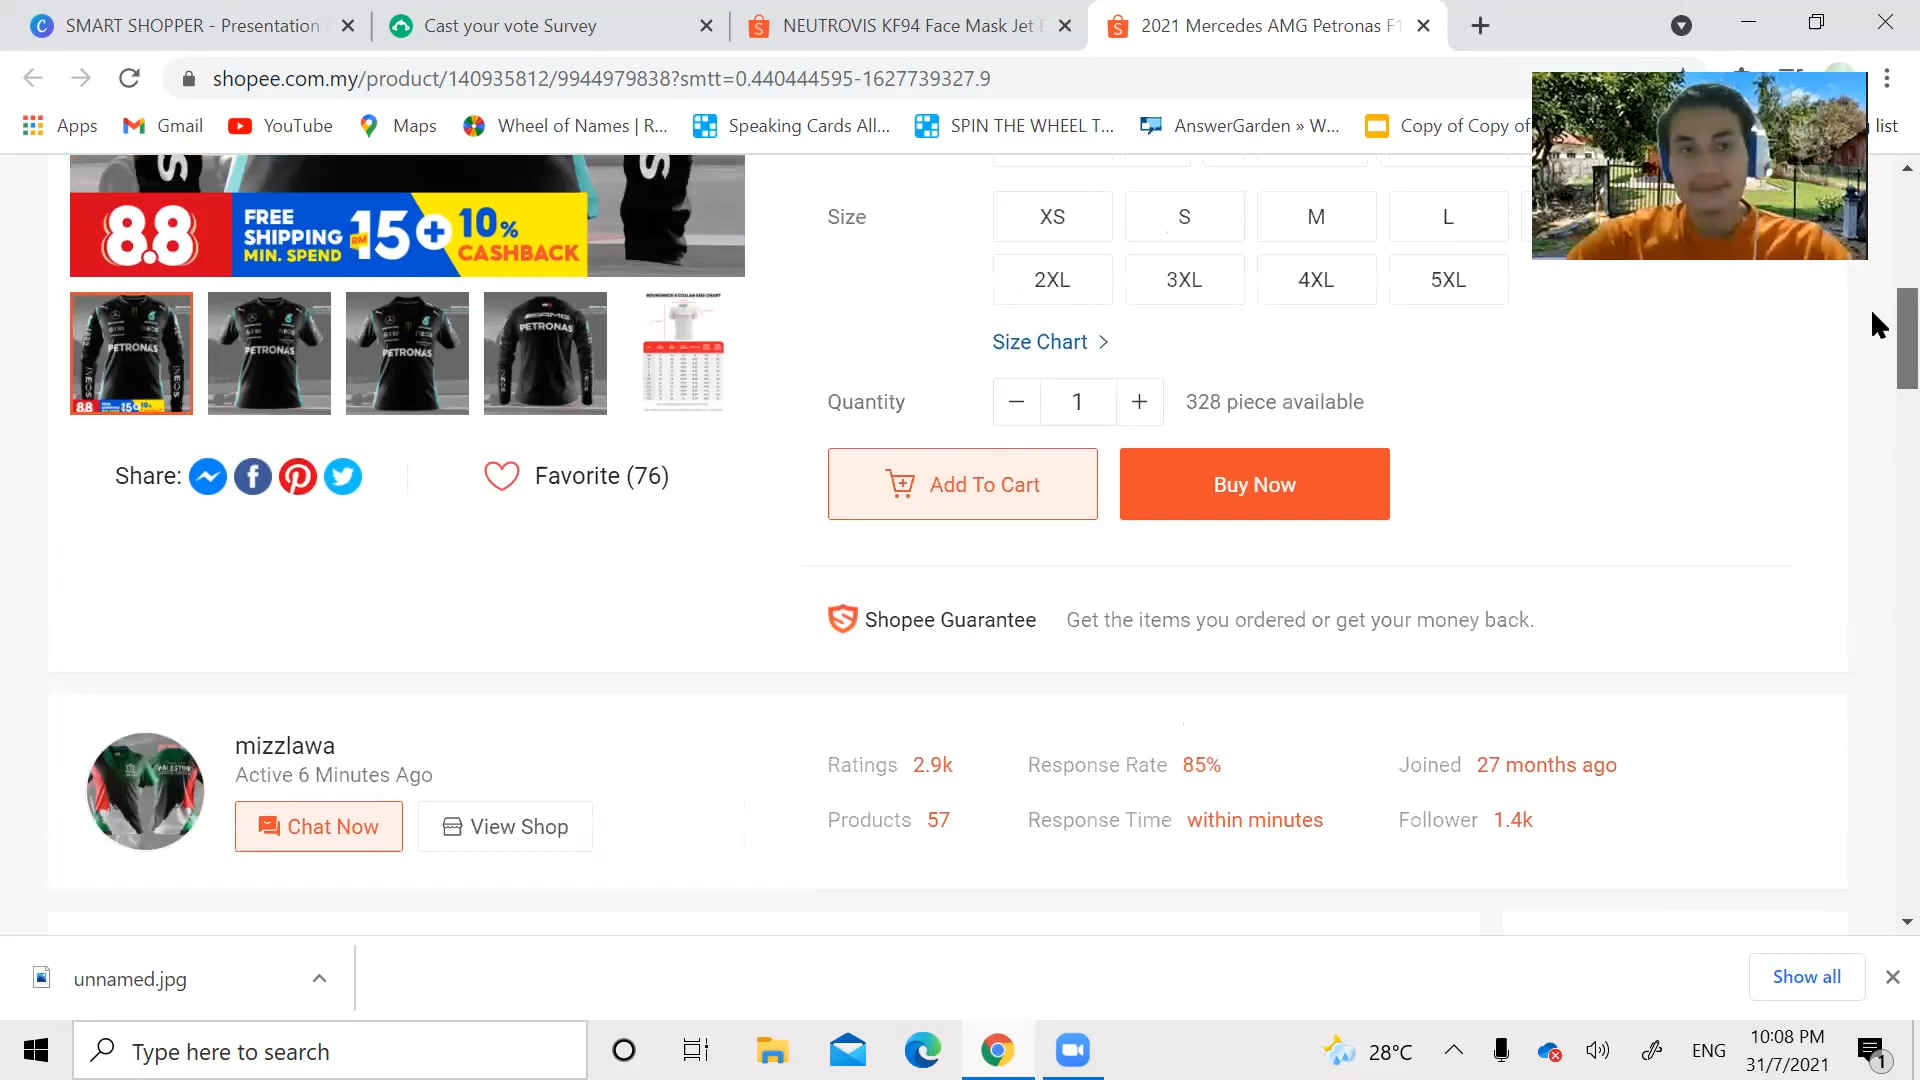 SMART SHOPPER - Presentation
Cast your vote Survey
NEUTROVIS KF94 Face Mask Jet
2021 Mercedes AMG Petronas F1
shopee.com.my/product/140935812/9944979838?smtt=0.440444595-1627739327.9
Apps
Gmail
YouTube
Maps
Wheel of Names | R...
Speaking Cards All...
SPIN THE WHEEL T...
AnswerGarden » W...
Copy of Copy of
list
8.8
FREE
SHIPPING
MIN. SPEND
RM 15 +
10%
CASHBACK
Size
XS
S
M
L
2XL
3XL
4XL
5XL
Size Chart
Quantity
1
328 piece available
Add To Cart
Buy Now
PETRONAS
PETRONAS
PETRONAS
PETRONAS
INEOS
Share:
Favorite (76)
Shopee Guarantee
Get the items you ordered or get your money back.
mizzlawa
Active 6 Minutes Ago
Chat Now
View Shop
Ratings 2.9k
Response Rate 85%
Joined 27 months ago
Products 57
Response Time within minutes
Follower 1.4k
unnamed.jpg
Show all
Type here to search
28°C
ENG
10:08 PM
31/7/2021
1